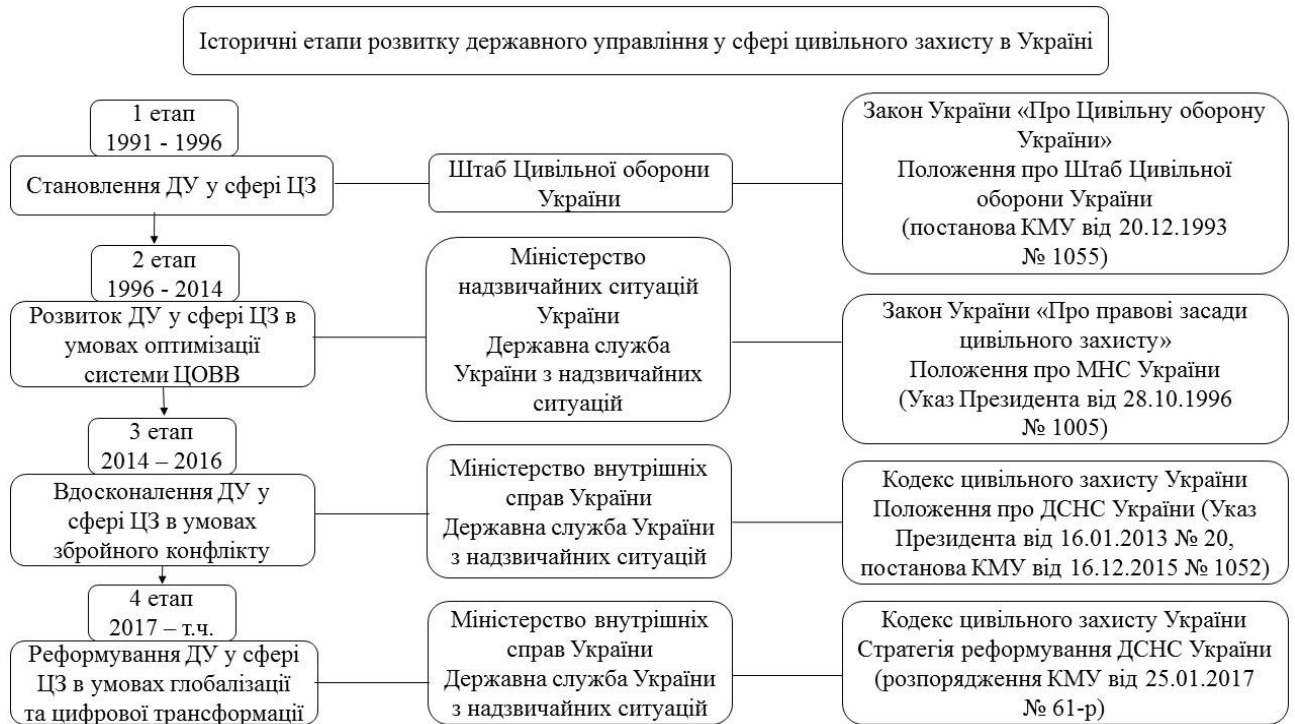 Історичні етапи розвитку державного управління у сфері цивільного захисту в Україні
1 етап
1991 - 1996
Становлення ДУ у сфері ЦЗ
Штаб Цивільної оборони
України
Закон України «Про Цивільну оборону
України»
Положення про Штаб Цивільної
оборони України
(постанова КМУ від 20.12.1993
№ 1055)
2 етап
1996 - 2014
Розвиток ДУ у сфері ЦЗ в
умовах оптимізації
системи ЦОВВ
Міністерство
надзвичайних ситуацій
України
Державна служба
України з надзвичайних
ситуацій
Закон України «Про правові засади
цивільного захисту»
Положення про МНС України
(Указ Президента від 28.10.1996
№ 1005)
3 етап
2014 – 2016
Вдосконалення ДУ у
сфері ЦЗ в умовах
збройного конфлікту
Міністерство внутрішніх
справ України
Державна служба України
з надзвичайних ситуацій
Кодекс цивільного захисту України
Положення про ДСНС України (Указ
Президента від 16.01.2013 № 20,
постанова КМУ від 16.12.2015 № 1052)
4 етап
2017 – т.ч.
Реформування ДУ у сфері
ЦЗ в умовах глобалізації
та цифрової трансформації
Міністерство внутрішніх
справ України
Державна служба України
з надзвичайних ситуацій
Кодекс цивільного захисту України
Стратегія реформування ДСНС України
(розпорядження КМУ від 25.01.2017
№ 61-р)